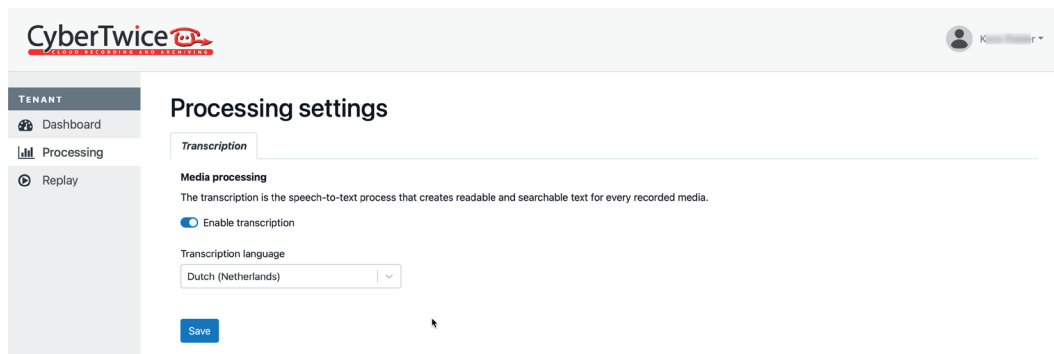 CyberTwice
CLOUD RECORDING AND ARCHIVING
TENANT
Dashboard
Processing
Replay
Processing settings
Transcription
Media processing
The transcription is the speech-to-text process that creates readable and searchable text for every recorded media.
Enable transcription
Transcription language
Dutch (Netherlands)
Save